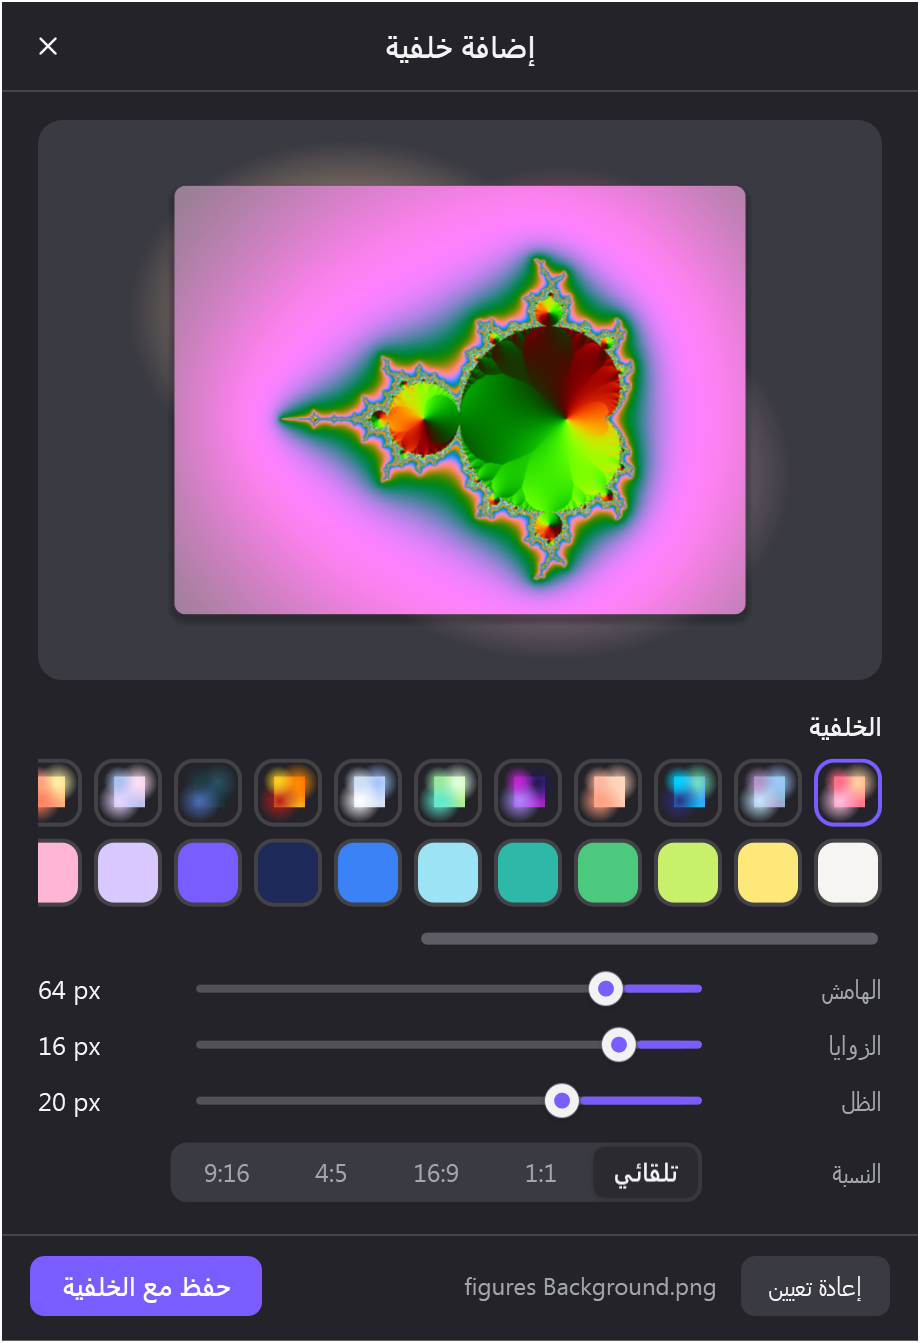 إضافة خلفية
الخلفية
الهامش 64 px
الزوايا 16 px
الظل 20 px
النسبة تلقائي 1:1 16:9 4:5 9:16
إعادة تعيين figures Background.png حفظ مع الخلفية